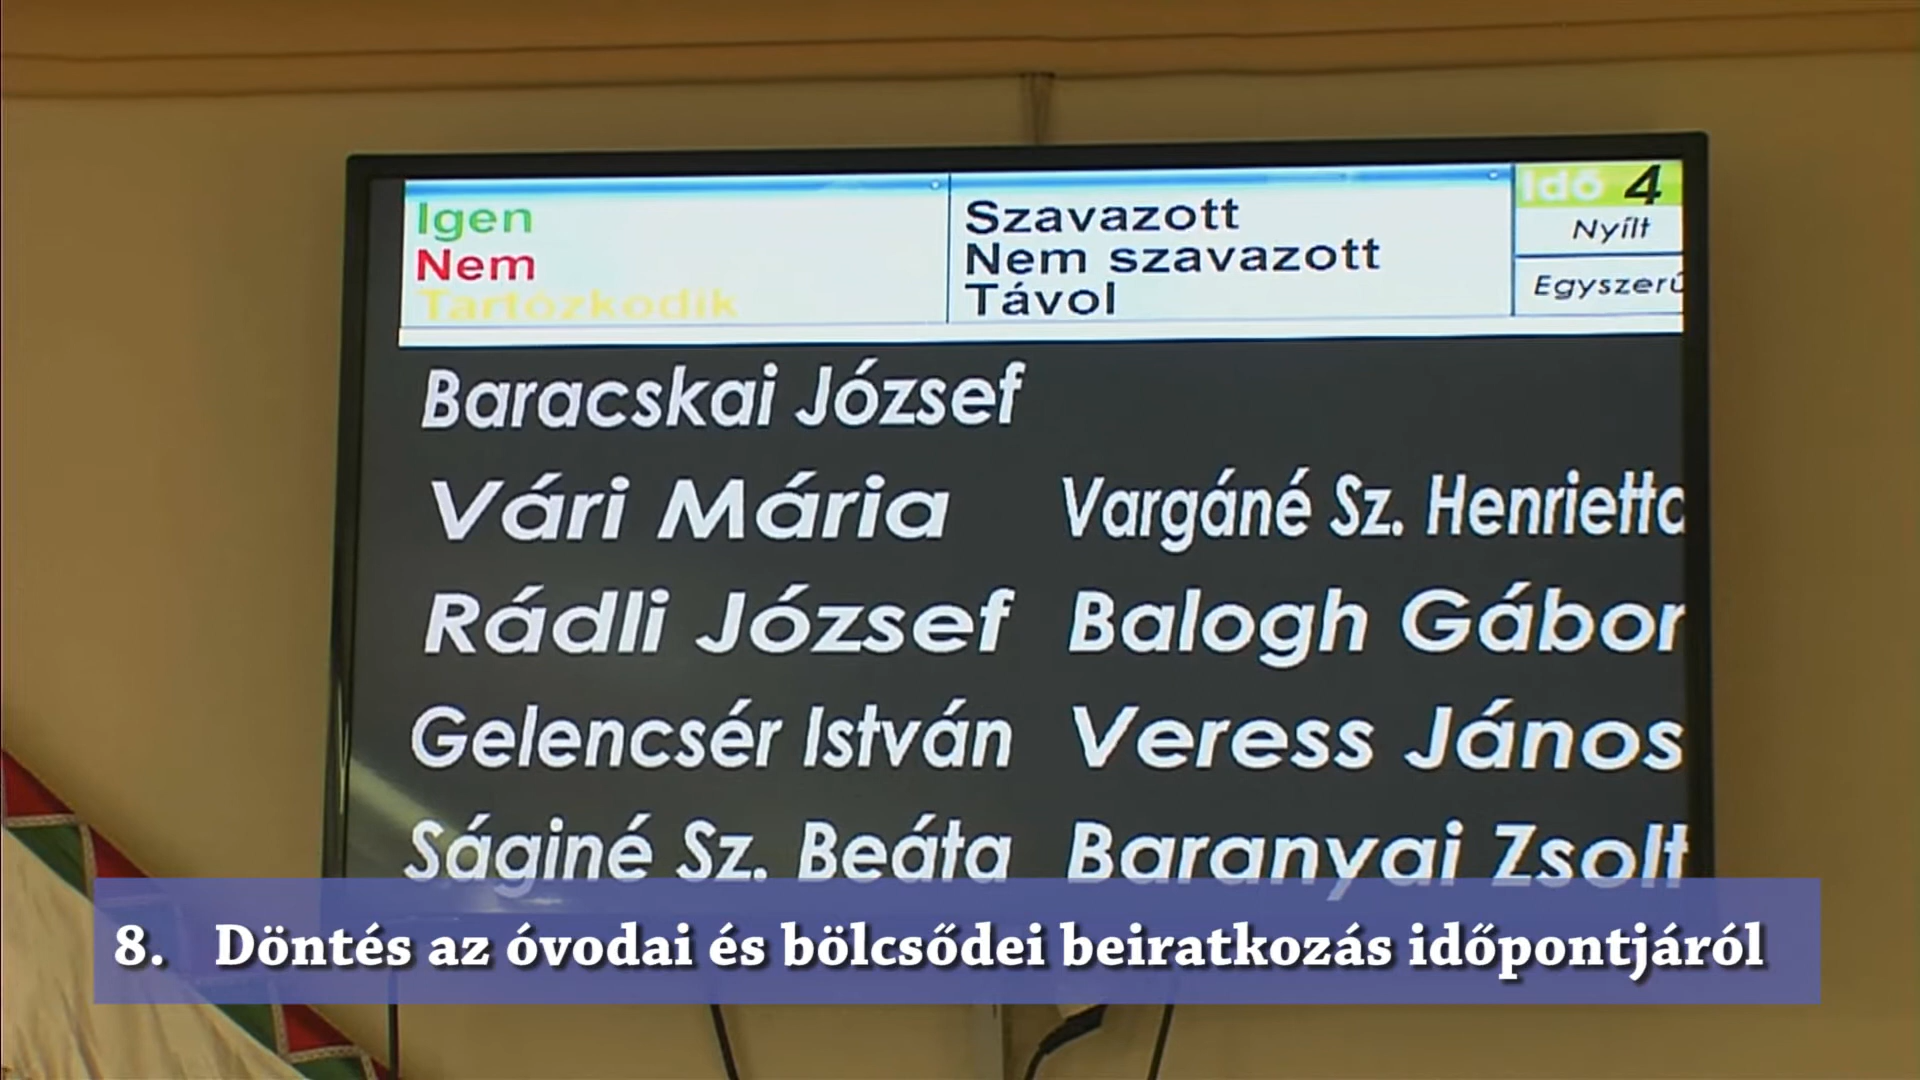 Igen
Nem
Tartózkodik
Szavazott
Nem szavazott
Távol
Idő 4
Nyílt
Egyszerű
Baracskai József
Vári Mária Vargáné Sz. Henrietta
Rádli József Balogh Gábor
Gelencsér István Veress János
Ságiné Sz. Beáta Baranyai Zsolt
8. Döntés az óvodai és bölcsődei beiratkozás időpontjáról